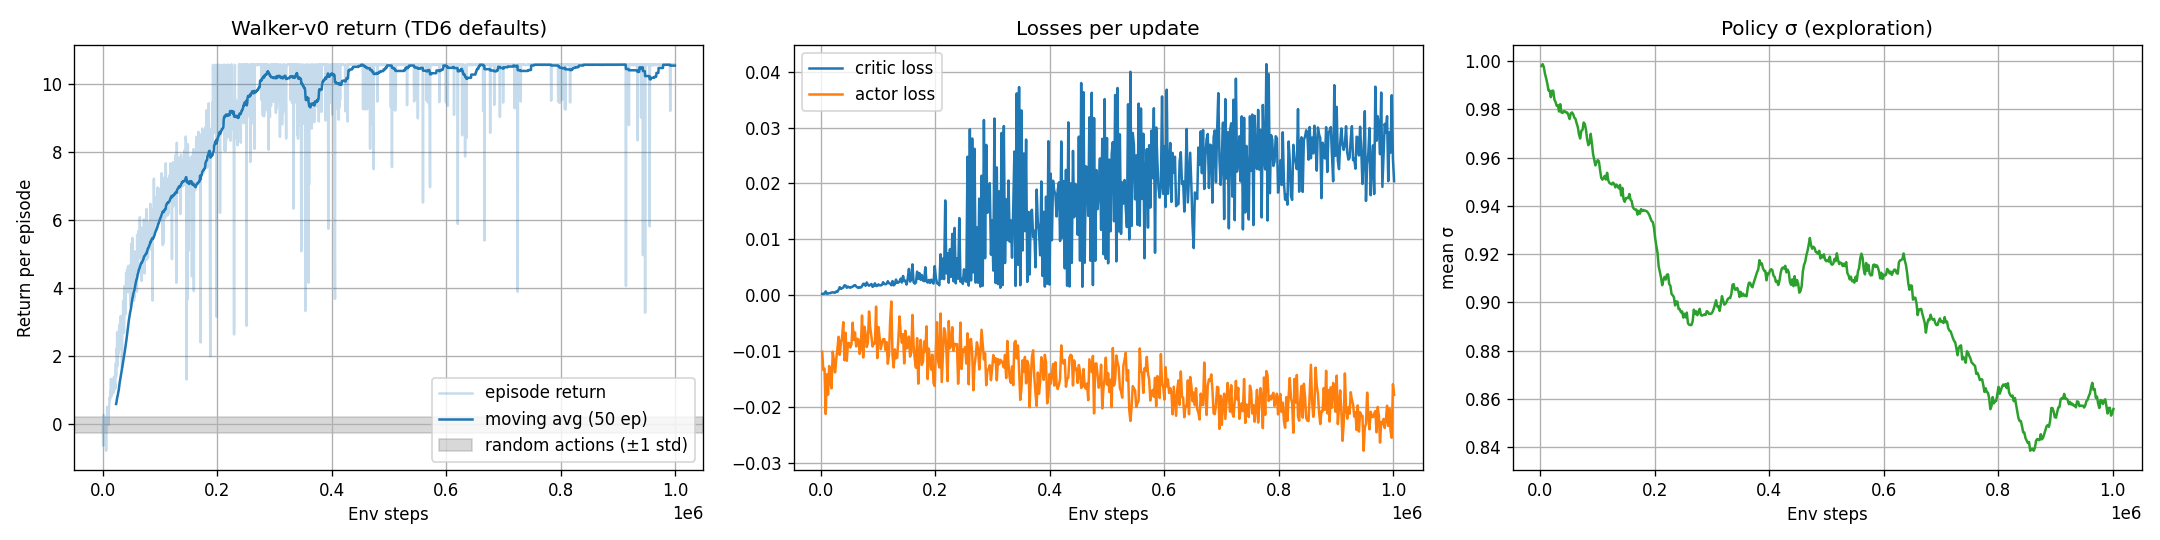 Walker-v0 return (TD6 defaults)
Return per episode
10
8
6
4
2
0
episode return
moving avg (50 ep)
random actions (±1 std)
0.0 0.2 0.4 0.6 0.8 1.0
Env steps
1e6
Losses per update
0.04
0.03
0.02
0.01
0.00
−0.01
−0.02
−0.03
critic loss
actor loss
0.0 0.2 0.4 0.6 0.8 1.0
Env steps
1e6
Policy σ (exploration)
mean σ
1.00
0.98
0.96
0.94
0.92
0.90
0.88
0.86
0.84
0.0 0.2 0.4 0.6 0.8 1.0
Env steps
1e6